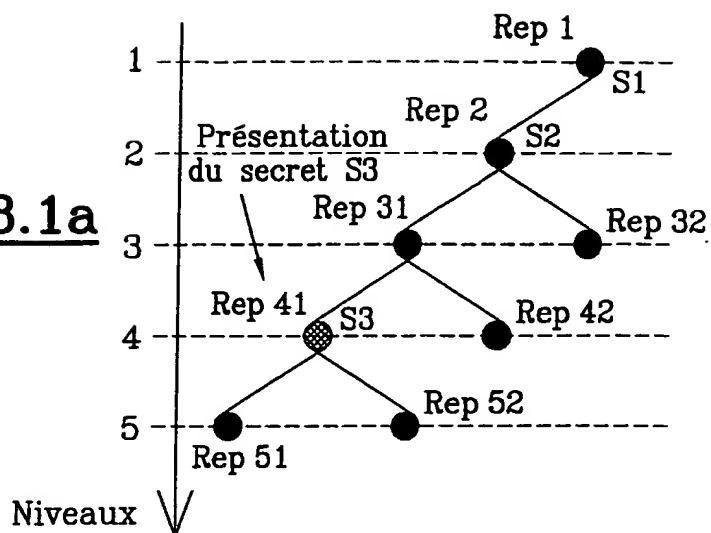 Rep 1
1
S1
Rep 2
S2
Présentation
2
du secret S3
Rep 31
Rep 32
3.1a
3
Rep 41
S3
Rep 42
4
Rep 52
5
Rep 51
Niveaux